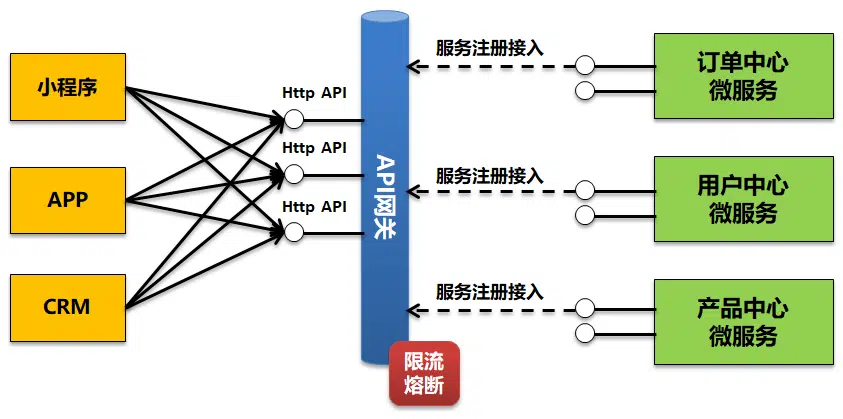 小程序
APP
CRM
Http API
Http API
Http API
API网关
限流
熔断
服务注册接入
服务注册接入
服务注册接入
订单中心
微服务
用户中心
微服务
产品中心
微服务